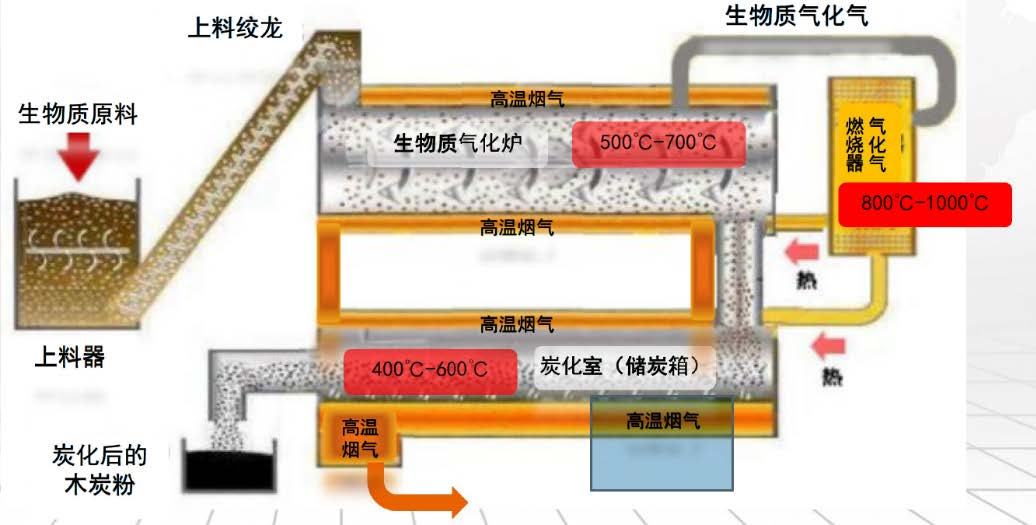 上料绞龙
生物质气化气
生物质原料
高温烟气
生物质气化炉
500℃-700℃
燃烧器
气化气
800℃-1000℃
高温烟气
热
高温烟气
热
上料器
400℃-600℃
炭化室（储炭箱）
高温
烟气
高温烟气
炭化后的
木炭粉